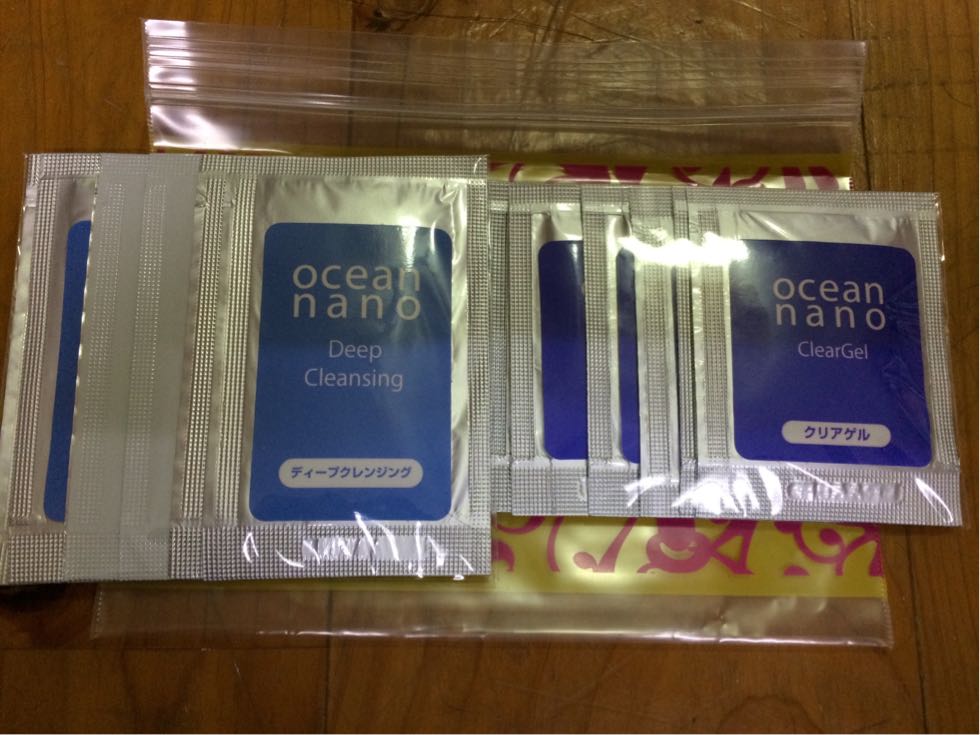 ocean
nano
Deep
Cleansing
ディープクレンジング
ocean
nano
ClearGel
クリアゲル